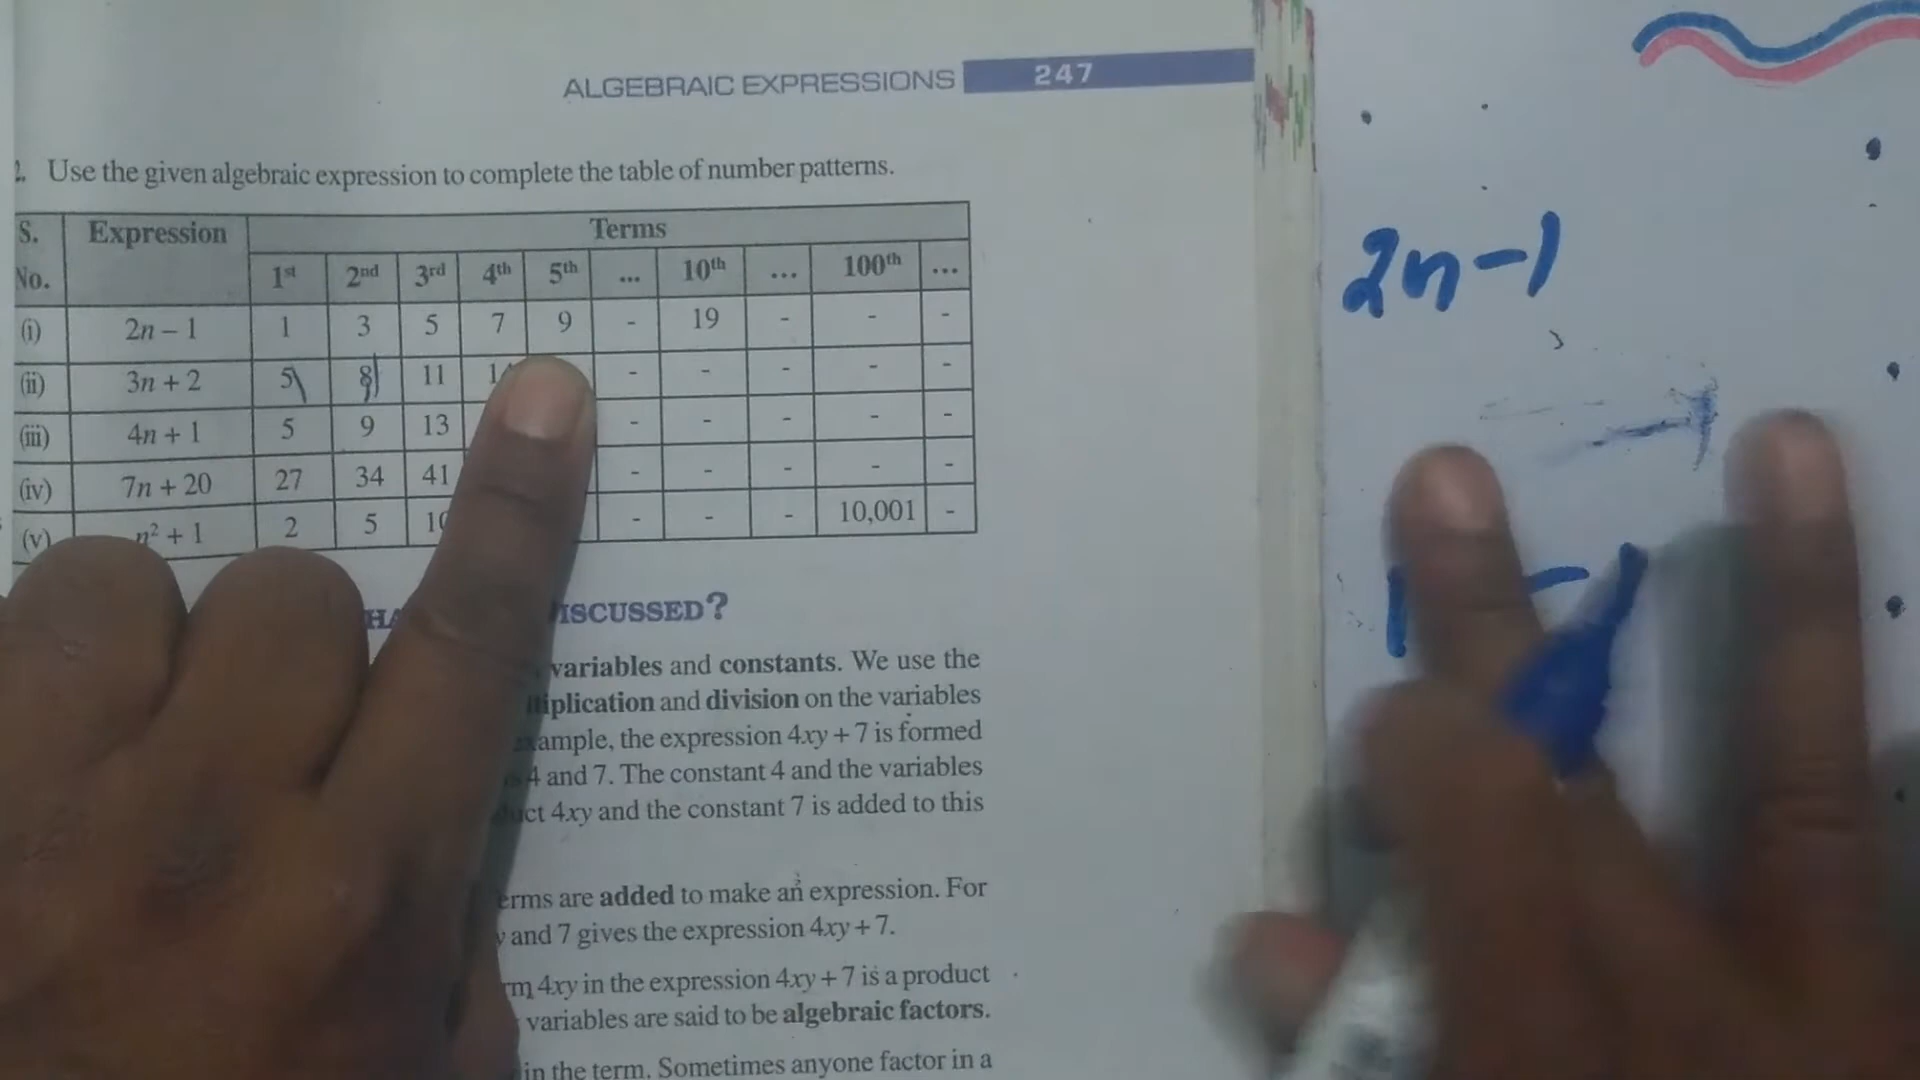 ALGEBRAIC EXPRESSIONS 247
2. Use the given algebraic expression to complete the table of number patterns.
S. No. Expression Terms
1st 2nd 3rd 4th 5th ... 10th ... 100th ...
(i) 2n – 1 1 3 5 7 9 - 19 - - -
(ii) 3n + 2 5 8 11 - - - - -
(iii) 4n + 1 5 9 13 - - - - -
(iv) 7n + 20 27 34 41 - - - - -
(v) n² + 1 2 5 10 - - - 10,001 -
2n-1
DISCUSSED?
variables and constants. We use the
and division on the variables
the expression 4xy + 7 is formed
4 and 7. The constant 4 and the variables
4xy and the constant 7 is added to this
are added to make an expression. For
and 7 gives the expression 4xy + 7.
4xy in the expression 4xy + 7 is a product
variables are said to be algebraic factors.
in the term. Sometimes anyone factor in a